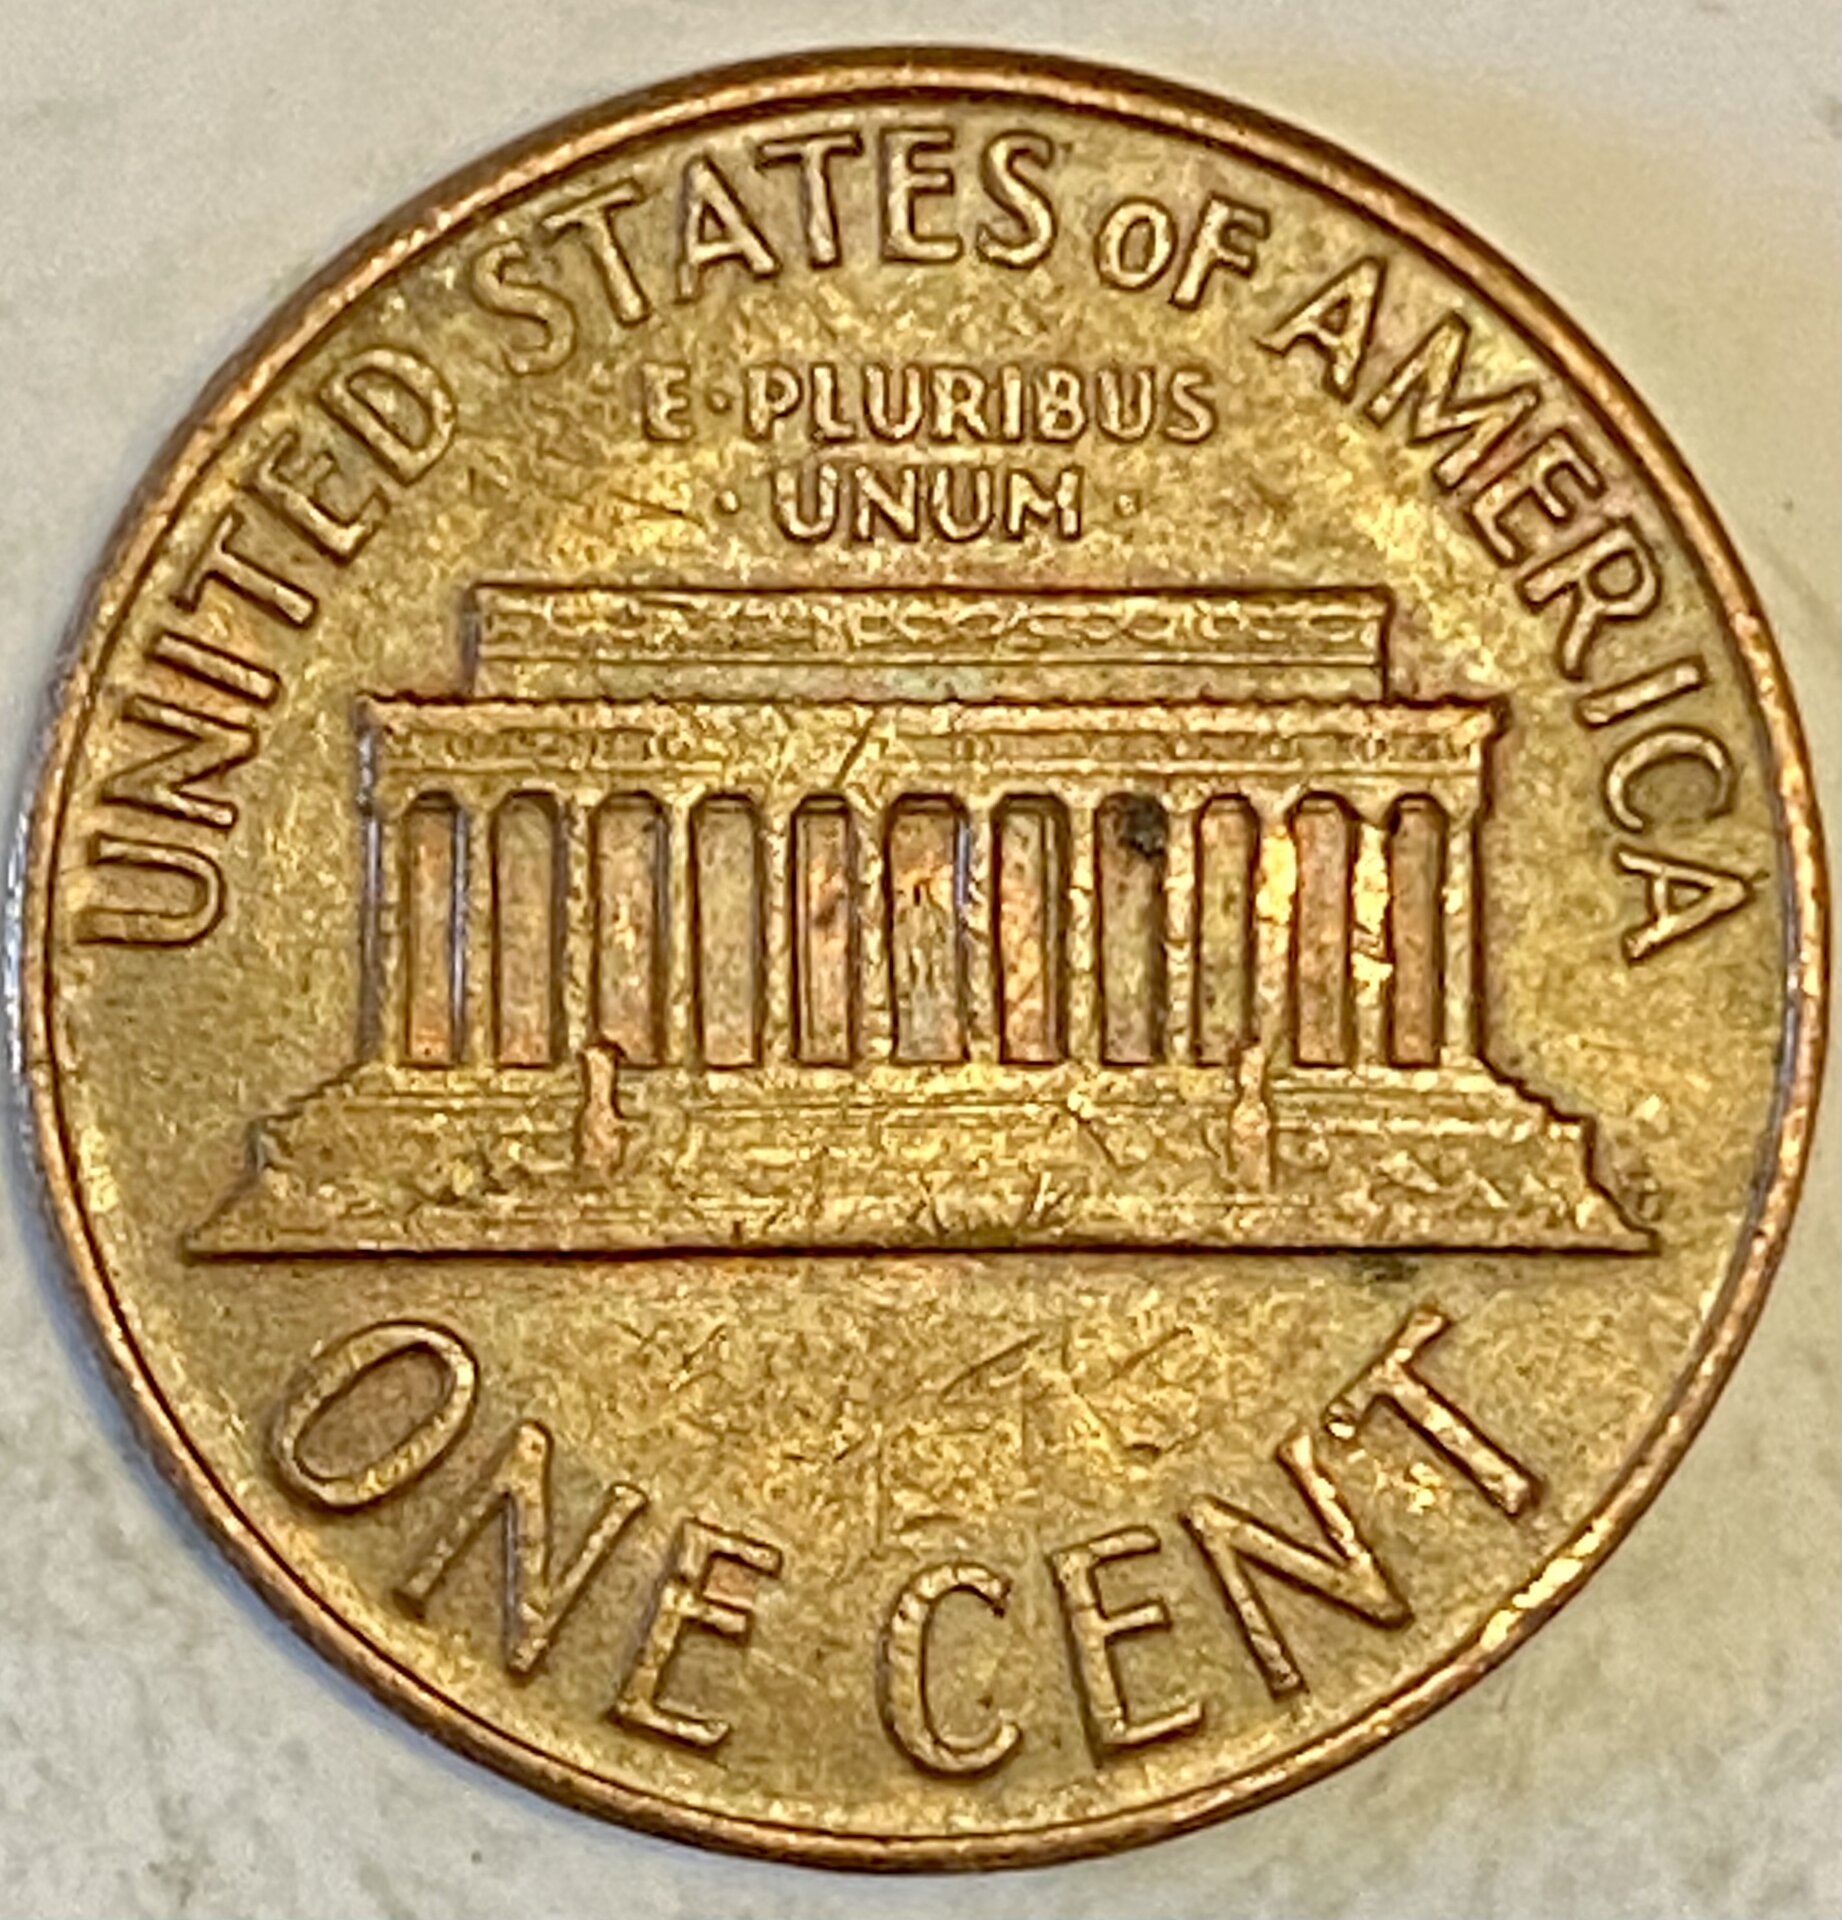 UNITED STATES OF AMERICA
E·PLURIBUS
·UNUM·
ONE CENT